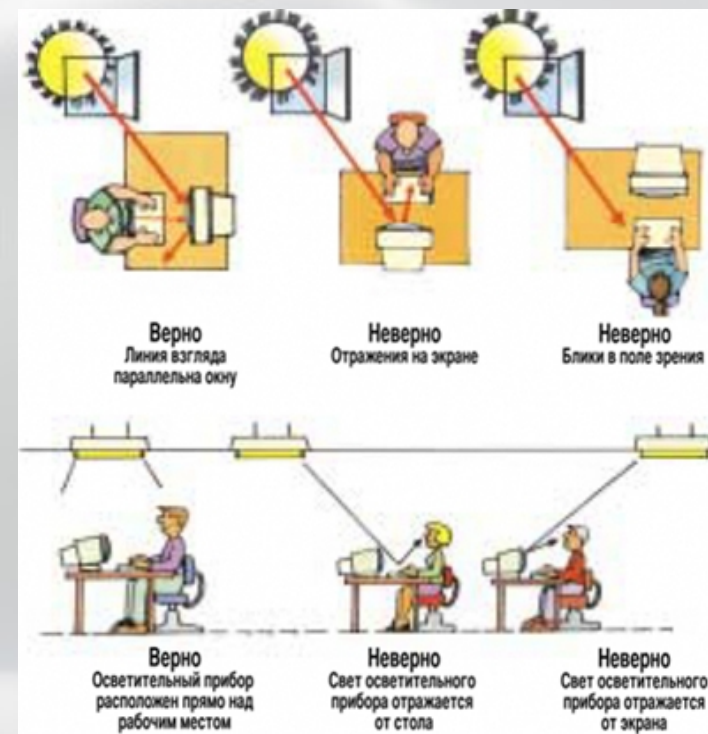 Верно
Линия взгляда
параллельна окну
Неверно
Отражения на экране
Неверно
Блики в поле зрения
Верно
Осветительный прибор
расположен прямо над
рабочим местом
Неверно
Свет осветительного
прибора отражается
от стола
Неверно
Свет осветительного
прибора отражается
от экрана